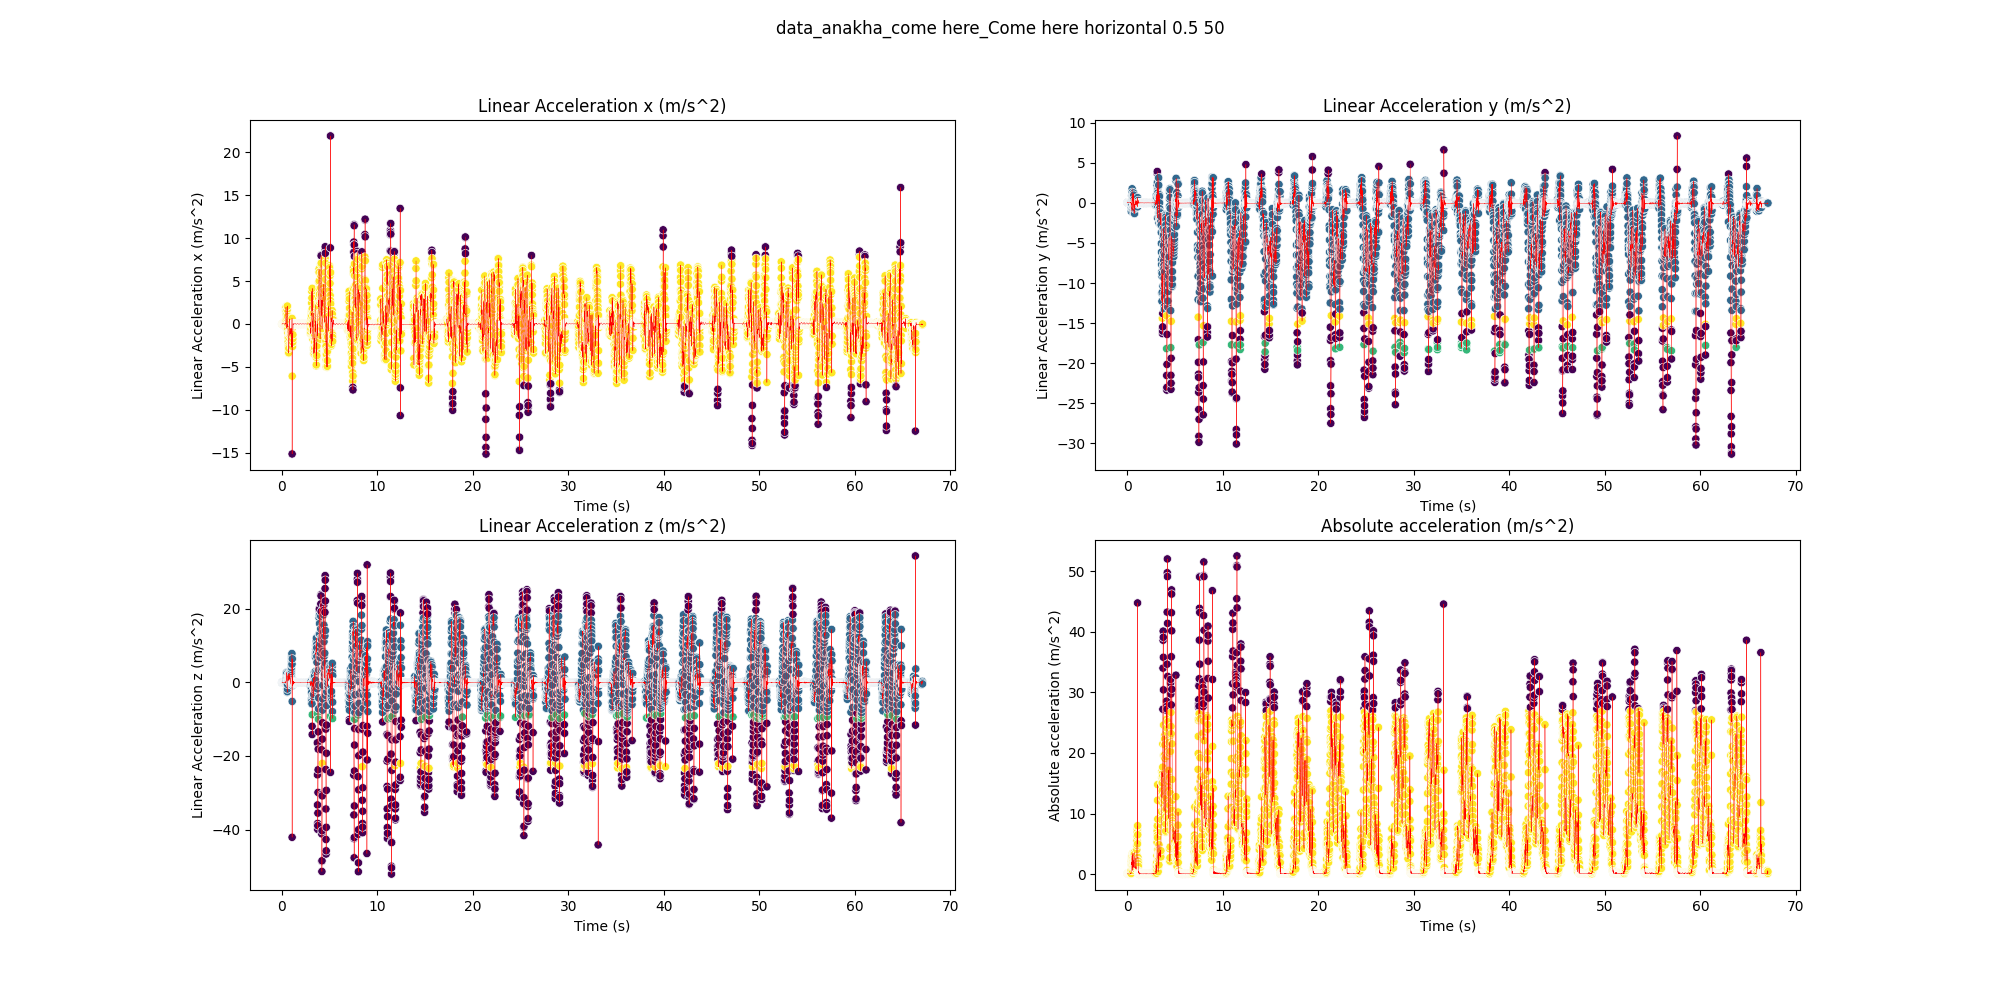 data_anakha_come here_Come here horizontal 0.5 50
Linear Acceleration x (m/s^2)
Linear Acceleration x (m/s^2)
20
15
10
5
0
−5
−10
−15
0 10 20 30 40 50 60 70
Time (s)
Linear Acceleration y (m/s^2)
Linear Acceleration y (m/s^2)
10
5
0
−5
−10
−15
−20
−25
−30
0 10 20 30 40 50 60 70
Time (s)
Linear Acceleration z (m/s^2)
Linear Acceleration z (m/s^2)
20
0
−20
−40
0 10 20 30 40 50 60 70
Time (s)
Absolute acceleration (m/s^2)
Absolute acceleration (m/s^2)
50
40
30
20
10
0
0 10 20 30 40 50 60 70
Time (s)